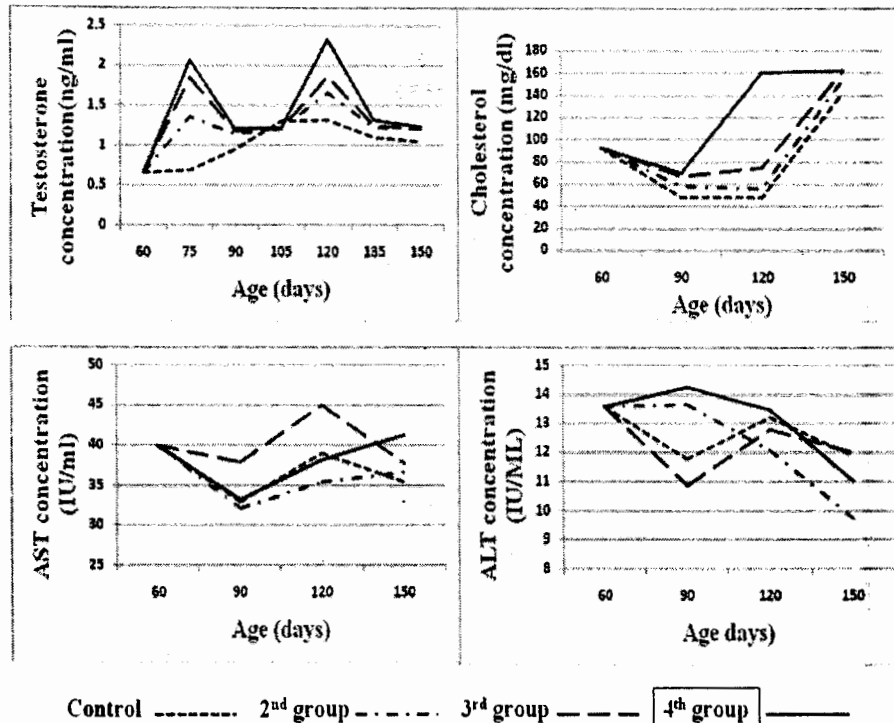 Testosterone
concentration(ng/ml)
2.5
2
1.5
1
0.5
0
60 75 90 105 120 135 150
Age (days)
Cholesterol
concentration (mg/dl)
180
160
140
120
100
80
60
40
20
0
60 90 120 150
Age (days)
AST concentration
(IU/ml)
50
45
40
35
30
25
60 90 120 150
Age (days)
ALT concentration
(IU/ML)
15
14
13
12
11
10
9
8
60 90 120 150
Age days)
Control 2nd group 3rd group 4th group